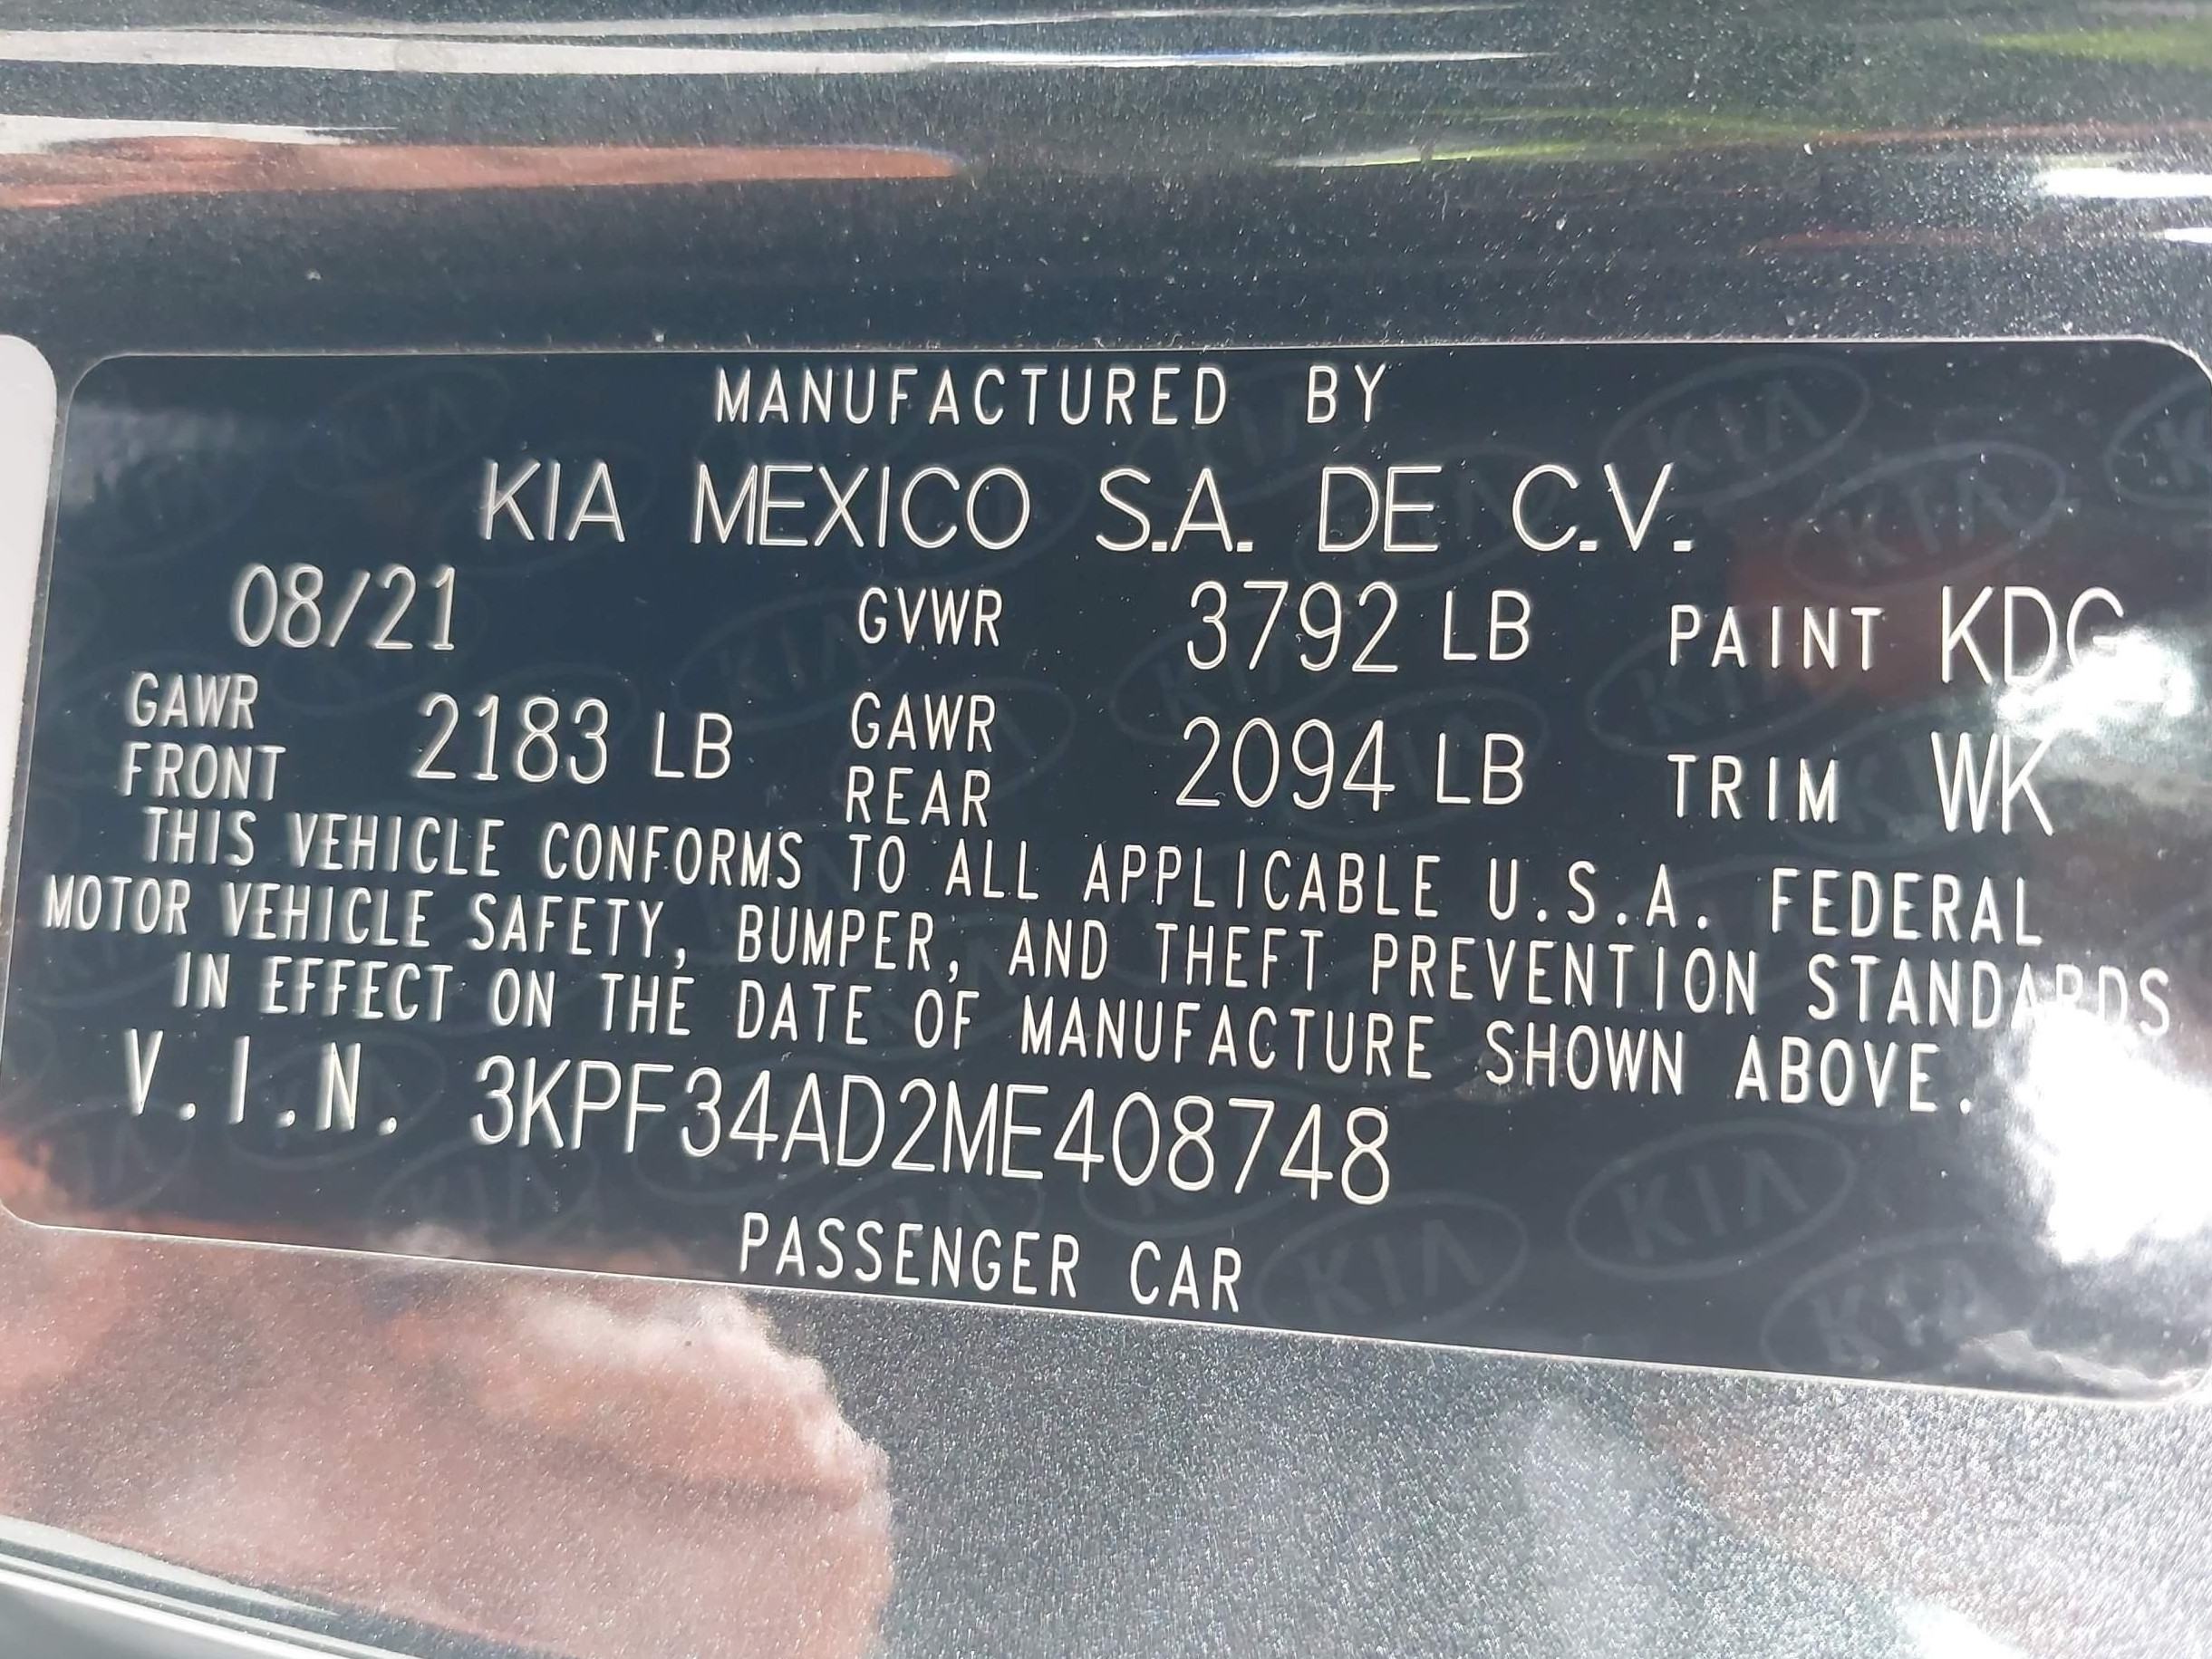 MANUFACTURED BY
KIA MEXICO S.A. DE C.V.
08/21 GVWR 3792 LB PAINT KDG
GAWR FRONT 2183 LB GAWR REAR 2094 LB TRIM WK
THIS VEHICLE CONFORMS TO ALL APPLICABLE U.S.A. FEDERAL
MOTOR VEHICLE SAFETY, BUMPER, AND THEFT PREVENTION STANDARDS
IN EFFECT ON THE DATE OF MANUFACTURE SHOWN ABOVE.
V.I.N. 3KPF34AD2ME408748
PASSENGER CAR